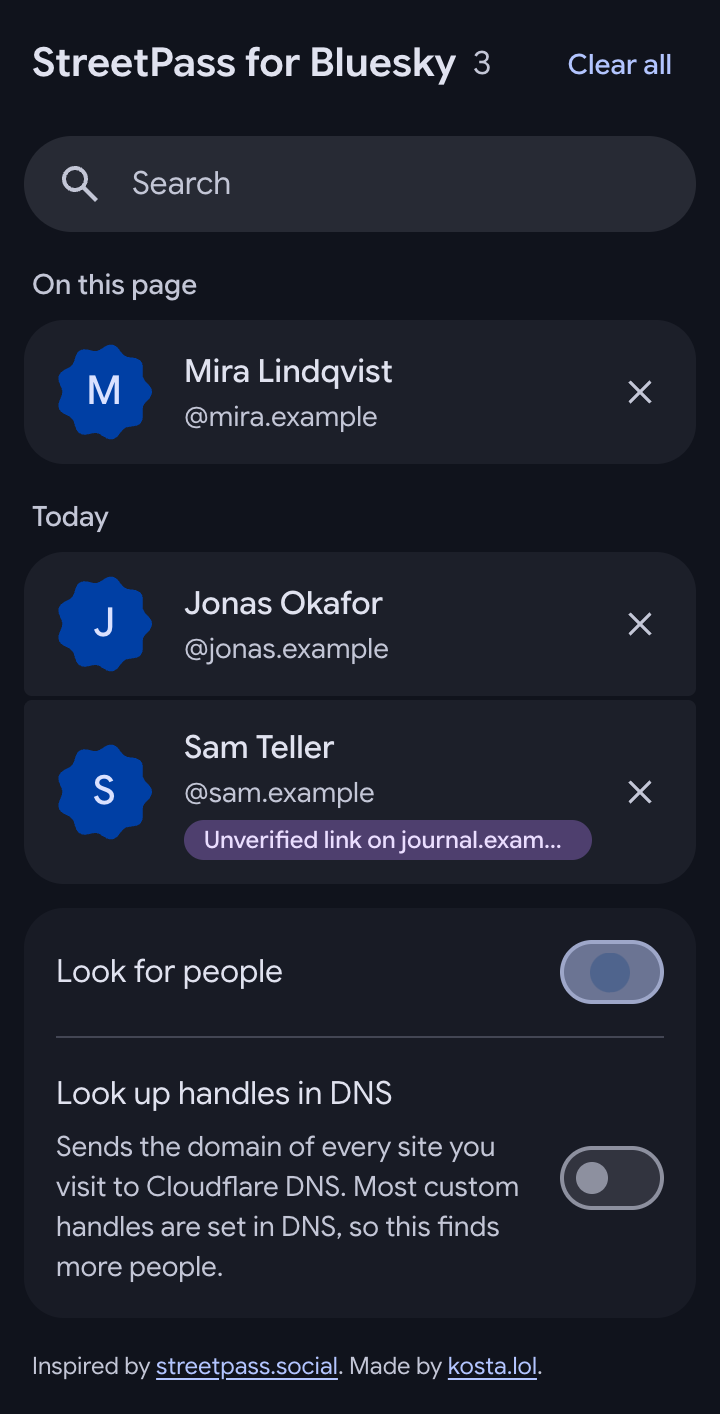 StreetPass for Bluesky 3
Clear all
Search
On this page
M
Mira Lindqvist
@mira.example
Today
J
Jonas Okafor
@jonas.example
S
Sam Teller
@sam.example
Unverified link on journal.exam...
Look for people
Look up handles in DNS
Sends the domain of every site you
visit to Cloudflare DNS. Most custom
handles are set in DNS, so this finds
more people.
Inspired by streetpass.social. Made by kosta.lol.